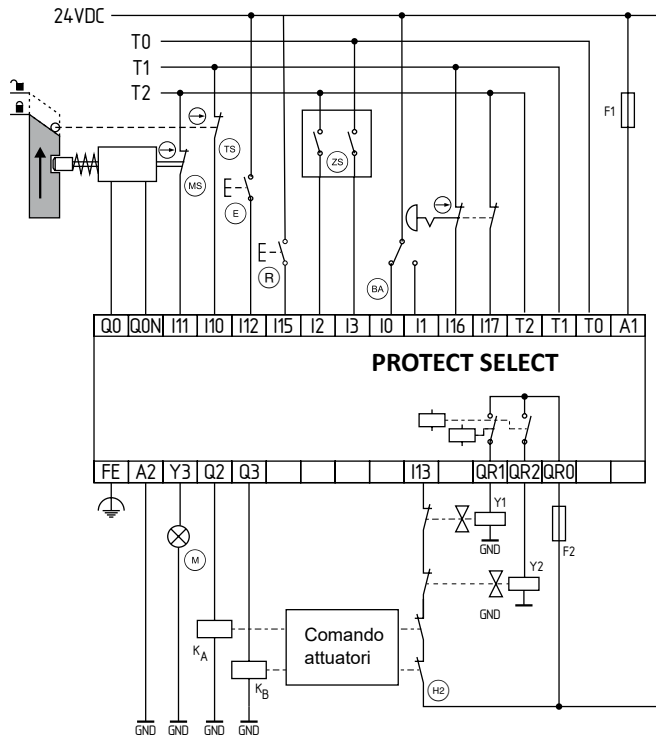 24VDC
T0
T1
T2
F1
TS
MS
ZS
E
R
BA
Q0 Q0N I11 I10 I12 I15 I2 I3 I0 I1 I16 I17 T2 T1 T0 A1
PROTECT SELECT
FE A2 Y3 Q2 Q3 I13 QR1 QR2 QR0
Y1
GND
F2
M
Y2
GND
KA
Comando
attuatori
KB
H2
GND GND GND GND